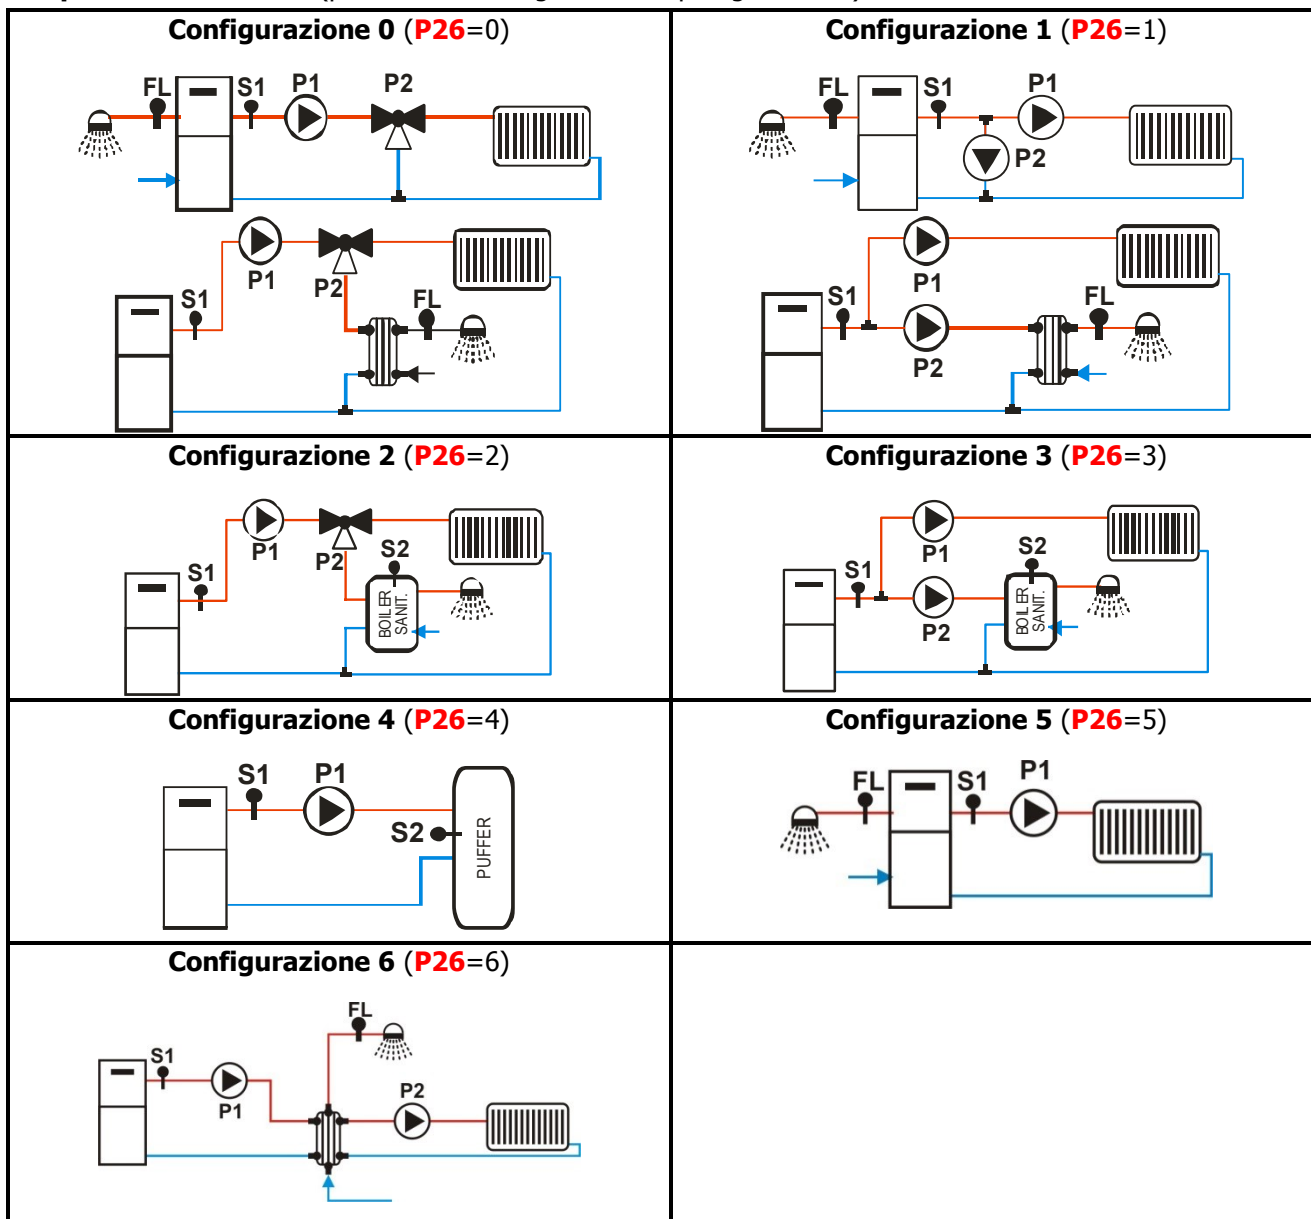 Configurazione 0 (P26=0)
FL
S1
P1
P2
P1
P2
S1
FL
Configurazione 1 (P26=1)
FL
S1
P1
P2
P1
S1
FL
P2
Configurazione 2 (P26=2)
P1
P2
S2
S1
BOILER
SANIT.
Configurazione 3 (P26=3)
P1
S2
S1
P2
BOILER
SANIT.
Configurazione 4 (P26=4)
S1
P1
S2
PUFFER
Configurazione 5 (P26=5)
FL
S1
P1
Configurazione 6 (P26=6)
FL
S1
P1
P2